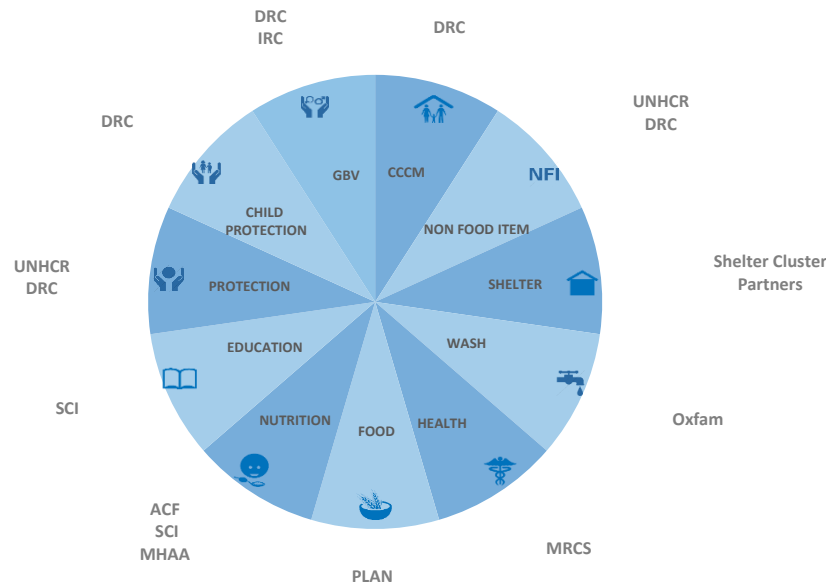 DRC
IRC
DRC
UNHCR
DRC
DRC
GBV
CCCM
NFI
CHILD
PROTECTION
NON FOOD ITEM
UNHCR
DRC
PROTECTION
SHELTER
Shelter Cluster
Partners
EDUCATION
WASH
SCI
NUTRITION
FOOD
HEALTH
Oxfam
ACF
SCI
MHAA
PLAN
MRCS